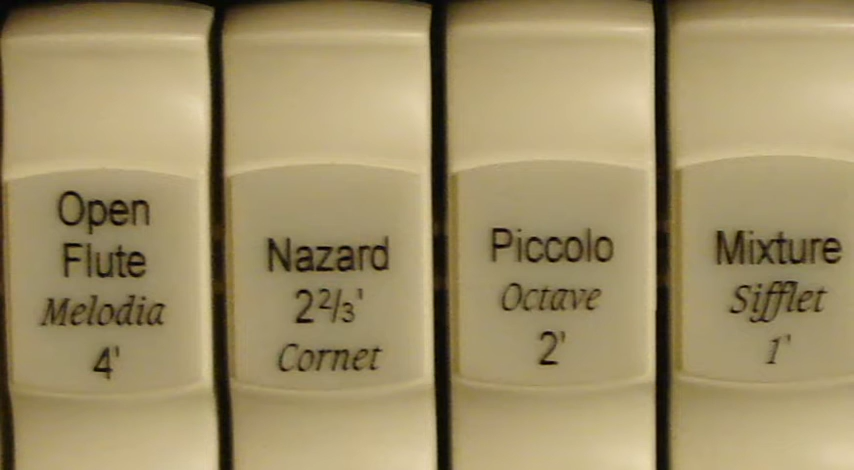 Open
Flute
Melodia
4'
Nazard
2⅔'
Cornet
Piccolo
Octave
2'
Mixture
Sifflet
1'